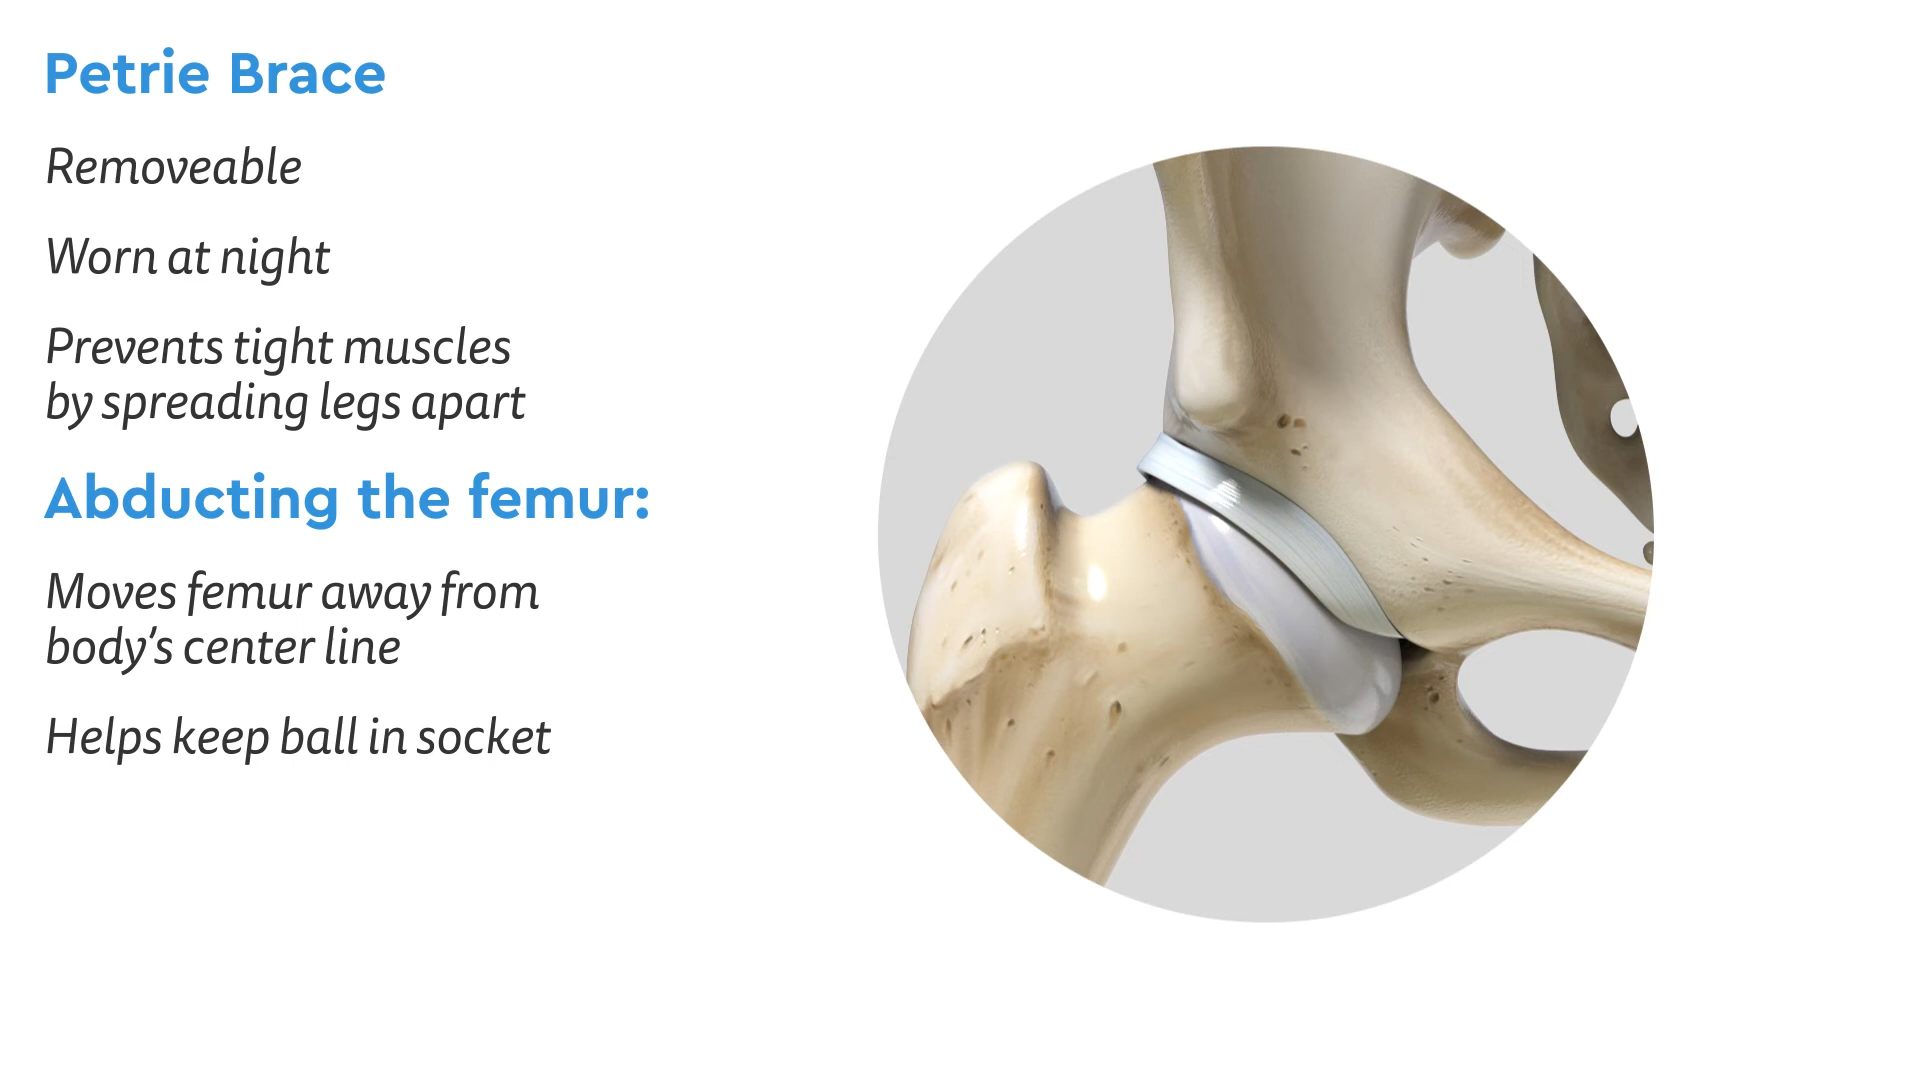 Petrie Brace
Removeable
Worn at night
Prevents tight muscles
by spreading legs apart
Abducting the femur:
Moves femur away from
body’s center line
Helps keep ball in socket